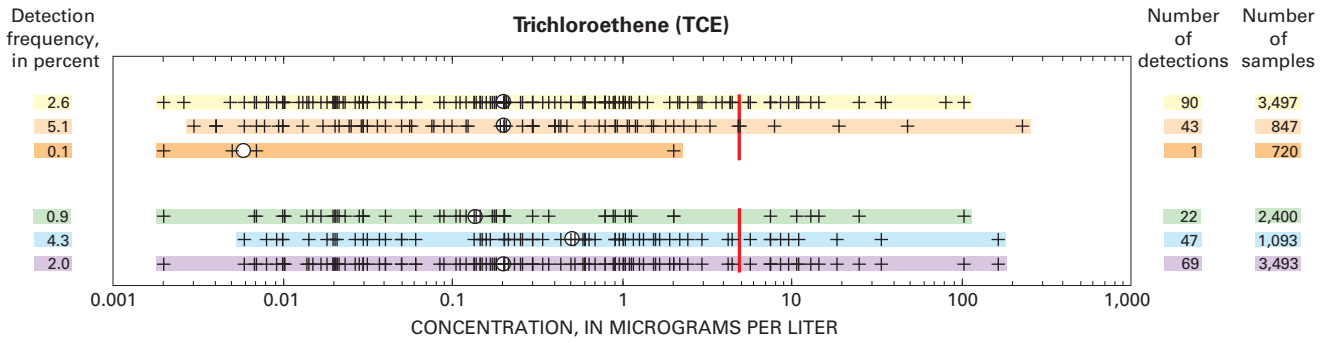 Detection
frequency,
in percent
Trichloroethene (TCE)
Number
of
detections
Number
of
samples
2.6
90
3,497
5.1
43
847
0.1
1
720
0.9
22
2,400
4.3
47
1,093
2.0
69
3,493
0.001
0.01
0.1
1
10
100
1,000
CONCENTRATION, IN MICROGRAMS PER LITER